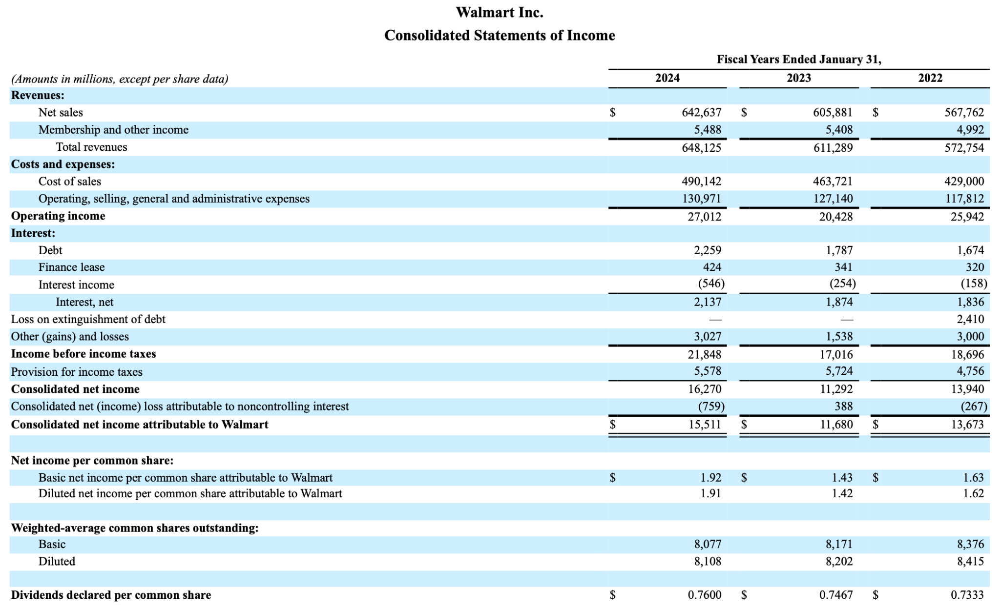 Walmart Inc.
Consolidated Statements of Income
Fiscal Years Ended January 31,
(Amounts in millions, except per share data) 2024 2023 2022
Revenues:
Net sales $ 642,637 $ 605,881 $ 567,762
Membership and other income 5,488 5,408 4,992
Total revenues 648,125 611,289 572,754
Costs and expenses:
Cost of sales 490,142 463,721 429,000
Operating, selling, general and administrative expenses 130,971 127,140 117,812
Operating income 27,012 20,428 25,942
Interest:
Debt 2,259 1,787 1,674
Finance lease 424 341 320
Interest income (546) (254) (158)
Interest, net 2,137 1,874 1,836
Loss on extinguishment of debt — — 2,410
Other (gains) and losses 3,027 1,538 3,000
Income before income taxes 21,848 17,016 18,696
Provision for income taxes 5,578 5,724 4,756
Consolidated net income 16,270 11,292 13,940
Consolidated net (income) loss attributable to noncontrolling interest (759) 388 (267)
Consolidated net income attributable to Walmart $ 15,511 $ 11,680 $ 13,673
Net income per common share:
Basic net income per common share attributable to Walmart $ 1.92 $ 1.43 $ 1.63
Diluted net income per common share attributable to Walmart 1.91 1.42 1.62
Weighted-average common shares outstanding:
Basic 8,077 8,171 8,376
Diluted 8,108 8,202 8,415
Dividends declared per common share $ 0.7600 $ 0.7467 $ 0.7333